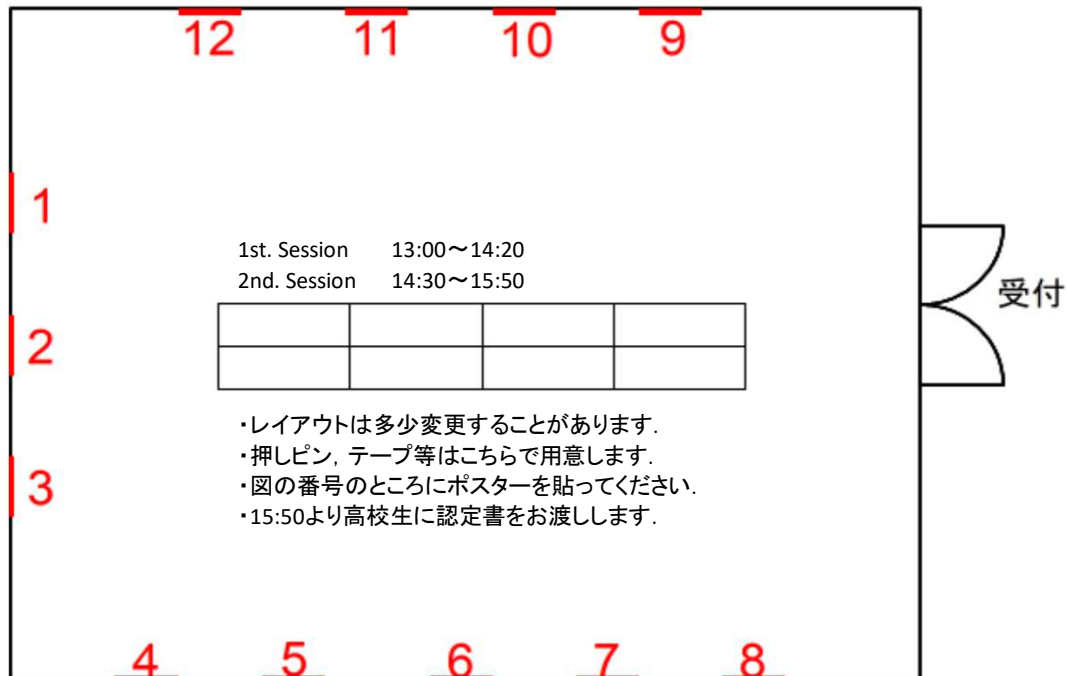 12 11 10 9
1
1st. Session 13:00~14:20
2nd. Session 14:30~15:50
受付
2
・レイアウトは多少変更することがあります.
・押しピン, テープ等はこちらで用意します.
・図の番号のところにポスターを貼ってください.
3
・15:50より高校生に認定書をお渡しします.
4 5 6 7 8